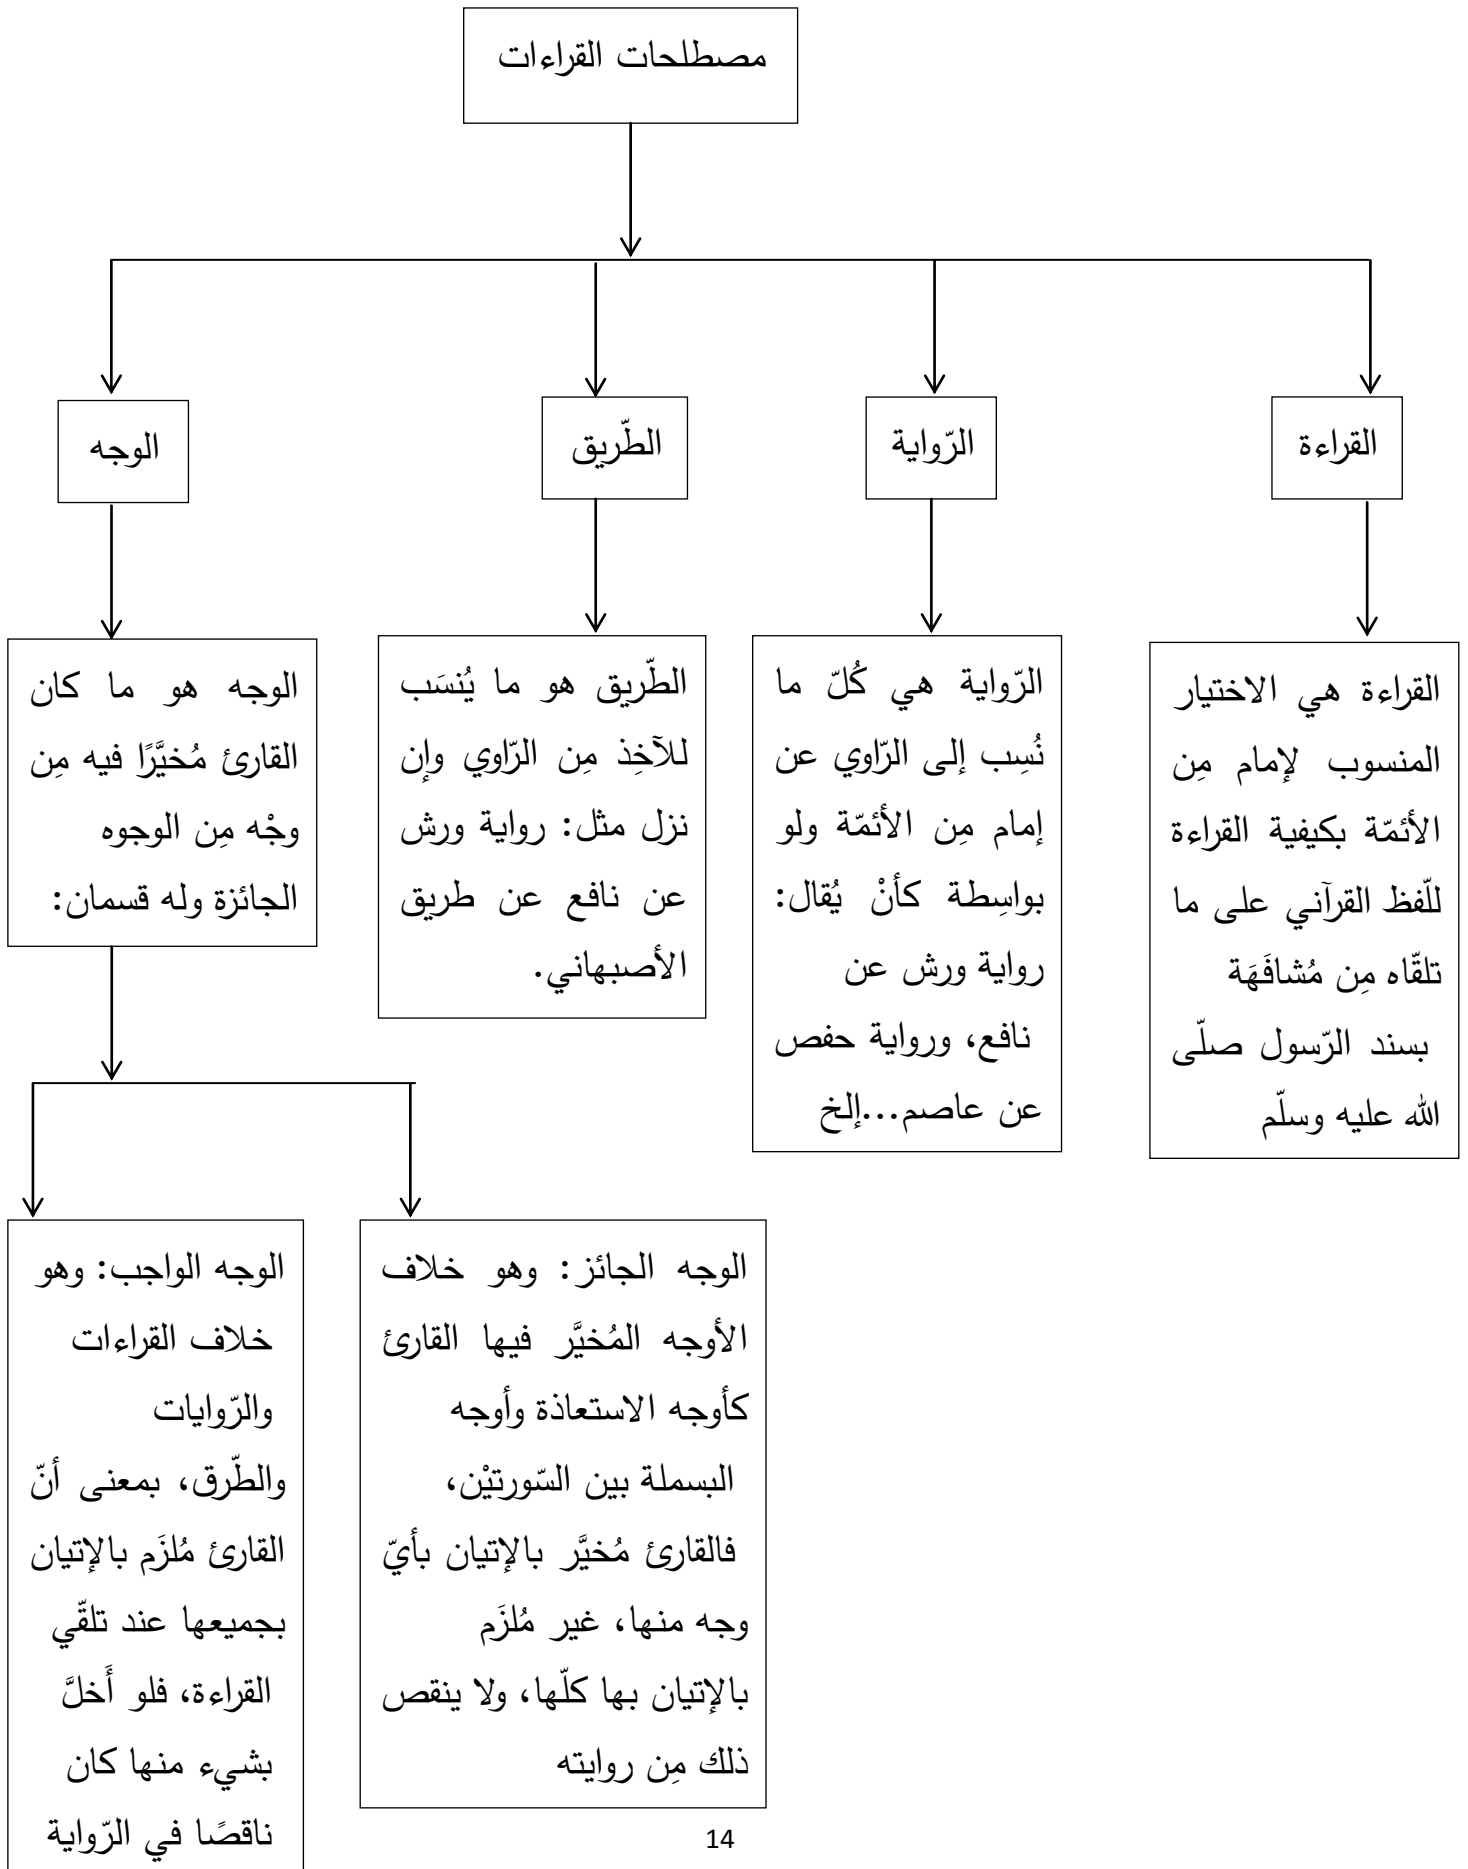 مصطلحات القراءات
القراءة
الرّواية
الطّريق
الوجه
القراءة هي الاختيار
المنسوب لإمام مِن
الأئمّة بكيفية القراءة
للّفظ القرآني على ما
تلقّاه مِن مُشافَهَة
بسند الرّسول صلّى
الله عليه وسلّم
الرّواية هي كُلّ ما
نُسِب إلى الرّاوي عن
إمام مِن الأئمّة ولو
بواسِطة كأنْ يُقال:
رواية ورش عن
نافع، ورواية حفص
عن عاصم...إلخ
الطّريق هو ما يُنسَب
للآخِذ مِن الرّاوي وإن
نزل مثل: رواية ورش
عن نافع عن طريق
الأصبهاني.
الوجه هو ما كان
القارئ مُخيَّرًا فيه مِن
وجْه مِن الوجوه
الجائزة وله قسمان:
الوجه الجائز: وهو خلاف
الأوجه المُخيَّر فيها القارئ
كأوجه الاستعاذة وأوجه
البسملة بين السّورتيْن،
فالقارئ مُخيَّر بالإتيان بأيّ
وجه منها، غير مُلزَم
بالإتيان بها كلّها، ولا ينقص
ذلك مِن روايته
الوجه الواجب: وهو
خلاف القراءات
والرّوايات
والطّرق، بمعنى أنّ
القارئ مُلزَم بالإتيان
بجميعها عند تلقّي
القراءة، فلو أَخلَّ
بشيء منها كان
ناقصًا في الرّواية
14